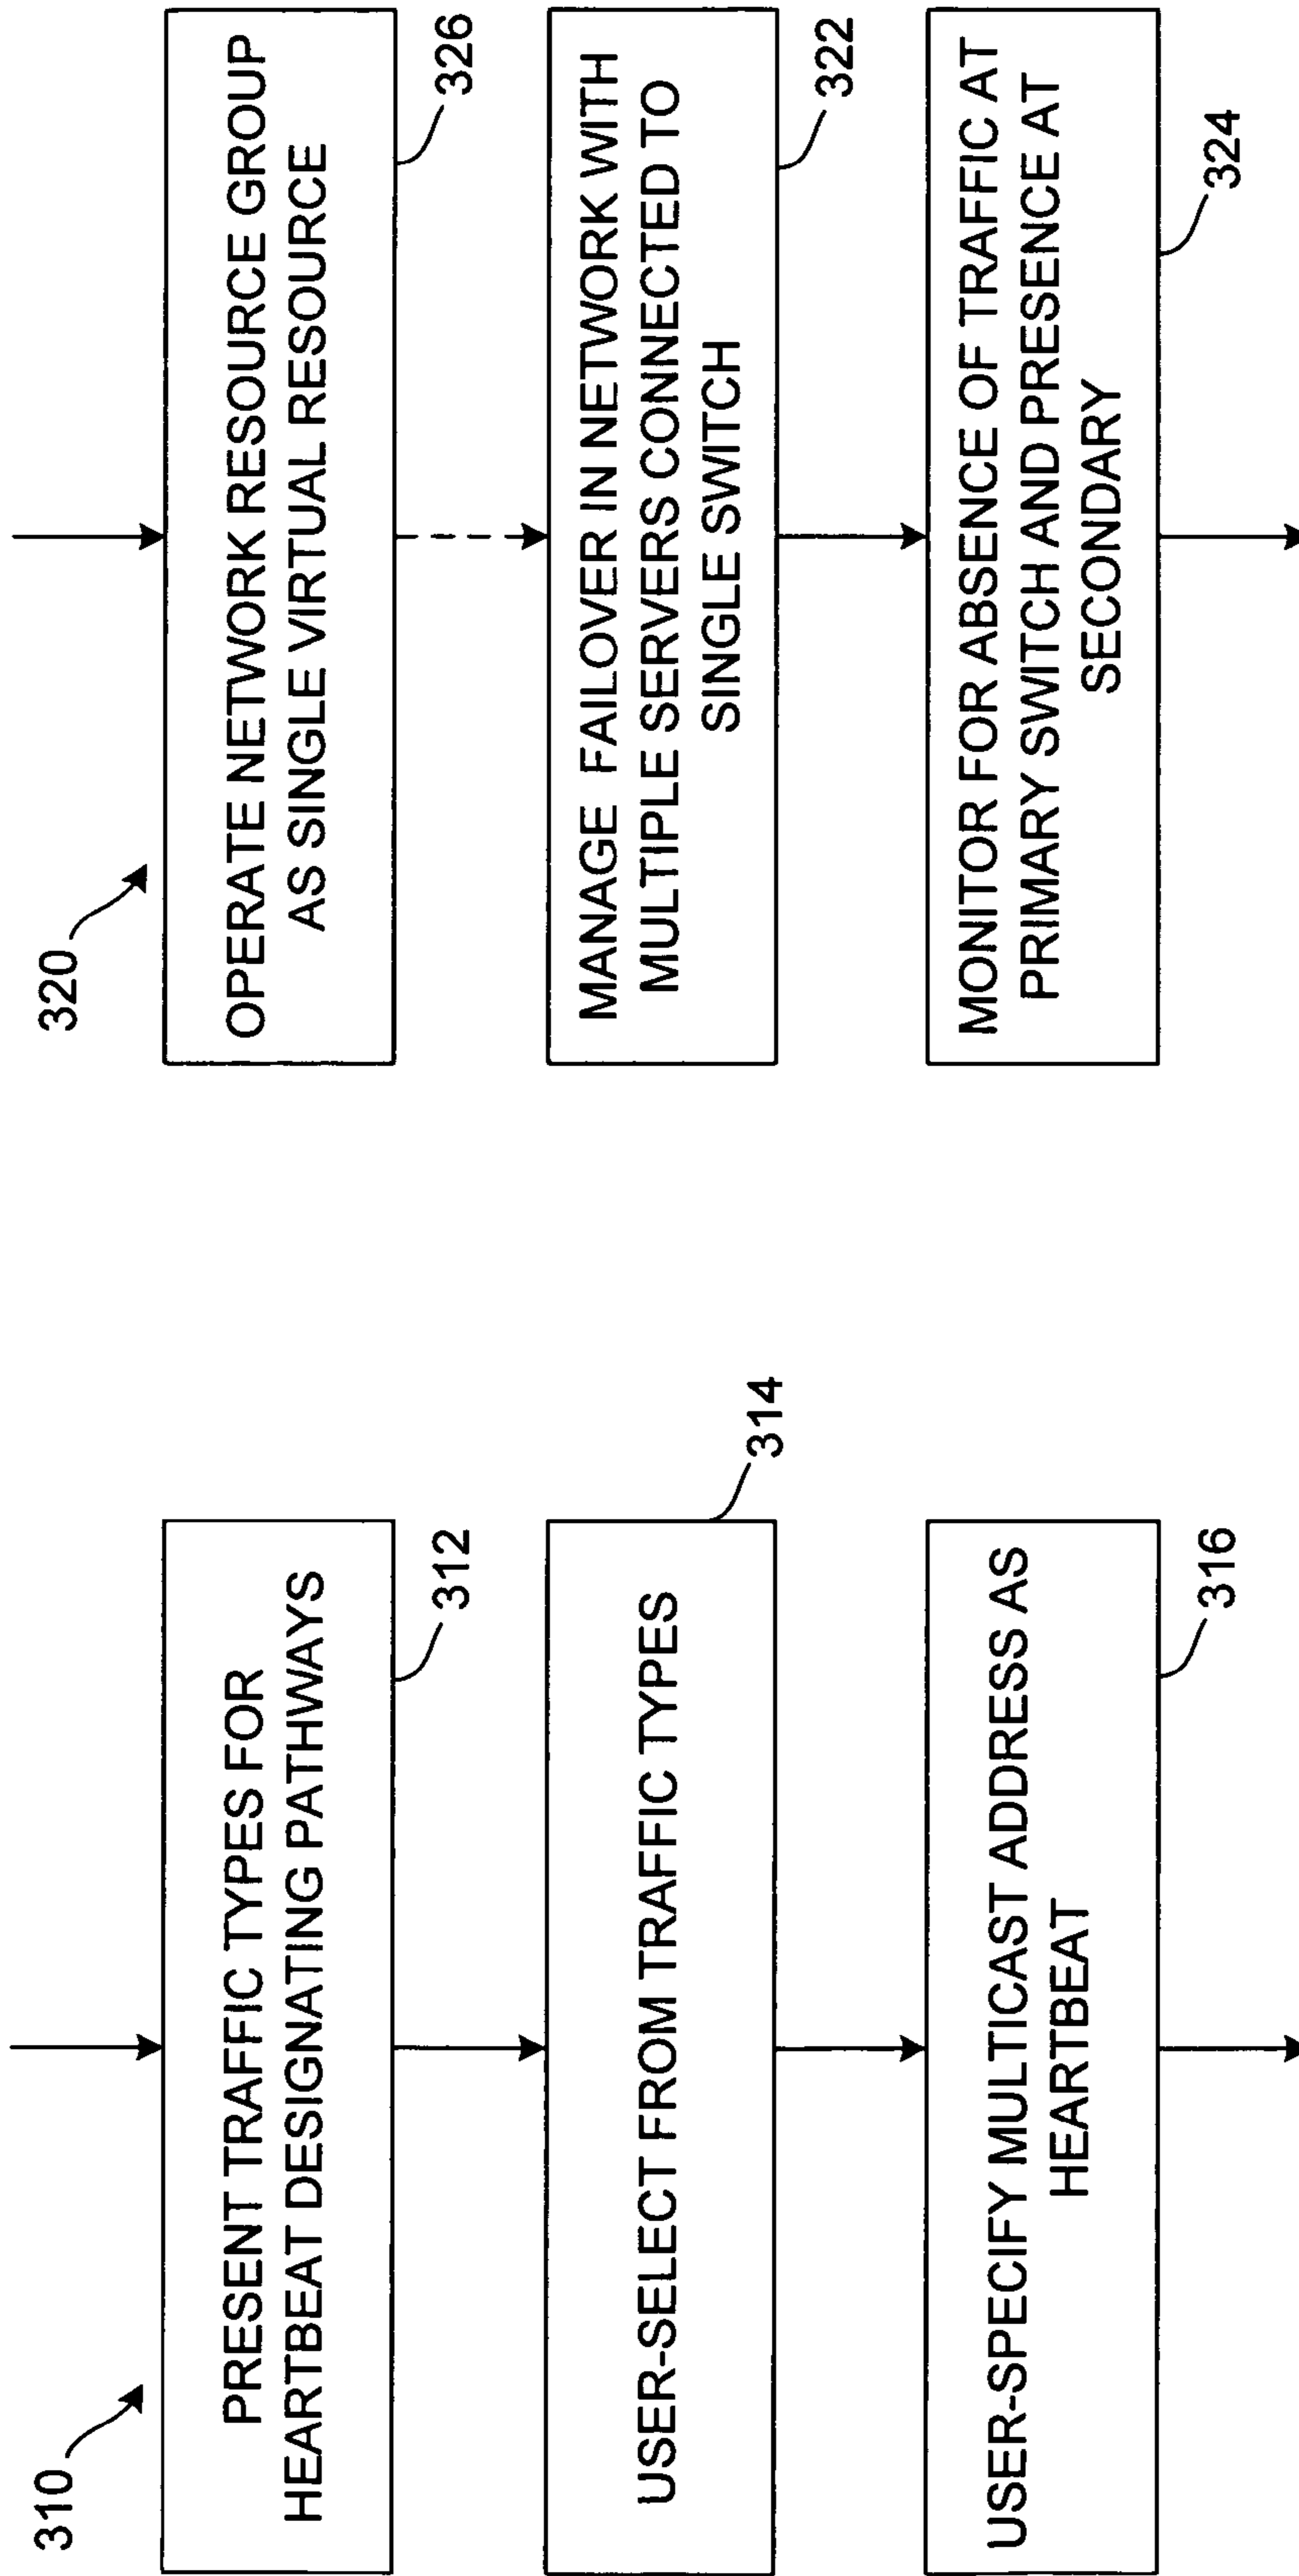 310
PRESENT TRAFFIC TYPES FOR
HEARTBEAT DESIGNATING PATHWAYS
312
USER-SELECT FROM TRAFFIC TYPES
314
USER-SPECIFY MULTICAST ADDRESS AS
HEARTBEAT
316
320
OPERATE NETWORK RESOURCE GROUP
AS SINGLE VIRTUAL RESOURCE
326
MANAGE FAILOVER IN NETWORK WITH
MULTIPLE SERVERS CONNECTED TO
SINGLE SWITCH
322
MONITOR FOR ABSENCE OF TRAFFIC AT
PRIMARY SWITCH AND PRESENCE AT
SECONDARY
324